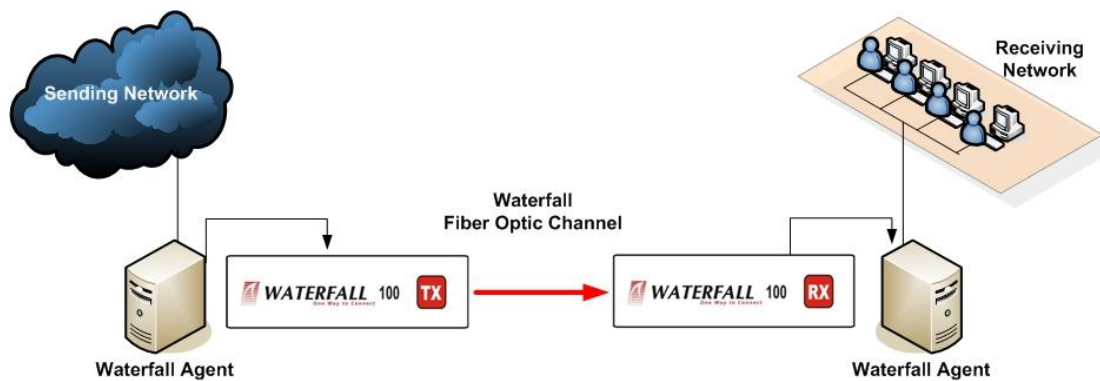 Sending Network
Receiving
Network
Waterfall
Fiber Optic Channel
WATERFALL 100 TX
One Way to Connect
WATERFALL 100 RX
One Way to Connect
Waterfall Agent
Waterfall Agent